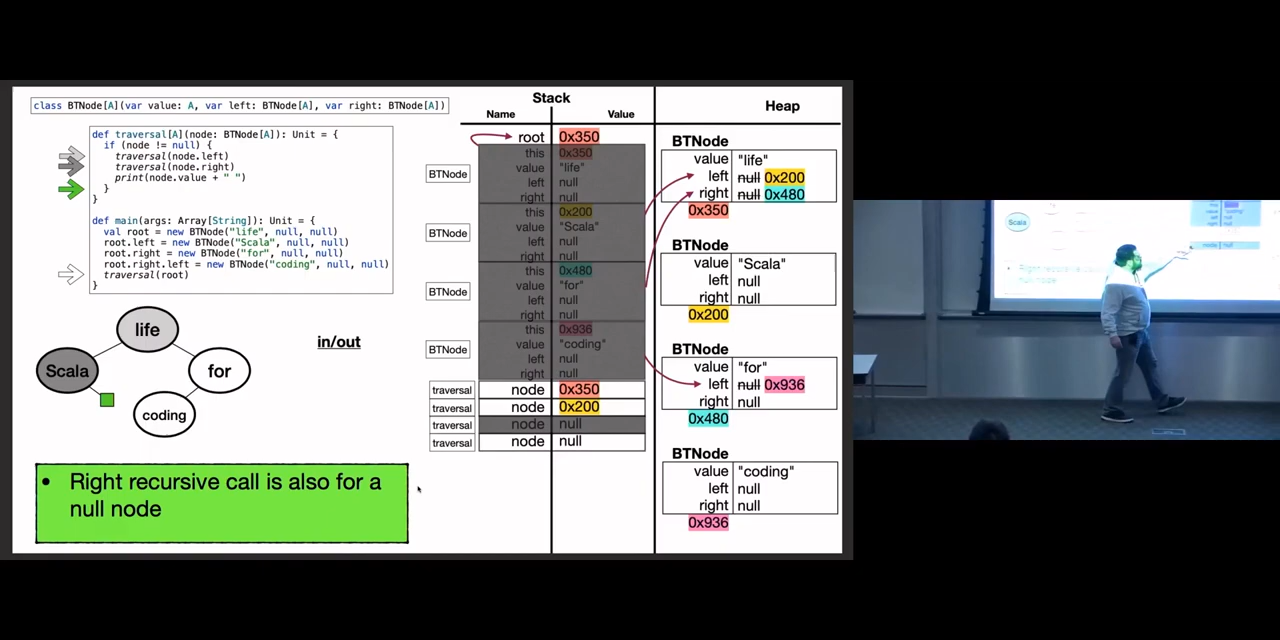 class BTNode[A](var value: A, var left: BTNode[A], var right: BTNode[A])
def traversal[A](node: BTNode[A]): Unit = {
if (node != null) {
traversal(node.left)
traversal(node.right)
print(node.value + " ")
}
}
def main(args: Array[String]): Unit = {
val root = new BTNode("life", null, null)
root.left = new BTNode("Scala", null, null)
root.right = new BTNode("for", null, null)
root.right.left = new BTNode("coding", null, null)
traversal(root)
}
life
Scala
for
coding
in/out
• Right recursive call is also for a
null node
Stack
Name Value
root 0x350
BTNode
this 0x350
value "life"
left null
right null
BTNode
this 0x200
value "Scala"
left null
right null
BTNode
this 0x480
value "for"
left null
right null
BTNode
this 0x936
value "coding"
left null
right null
traversal node 0x350
traversal node 0x200
traversal node null
traversal node null
Heap
BTNode
value "life"
left null 0x200
right null 0x480
0x350
BTNode
value "Scala"
left null
right null
0x200
BTNode
value "for"
left null 0x936
right null
0x480
BTNode
value "coding"
left null
right null
0x936
Scala